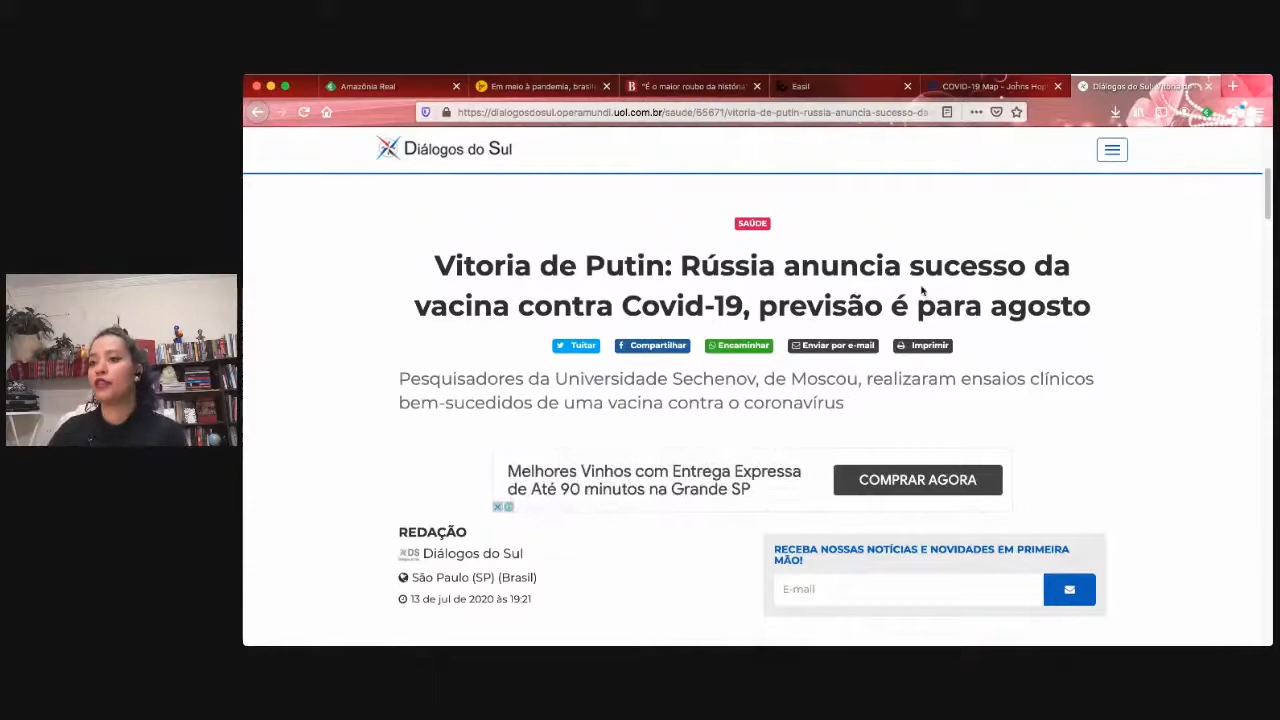 Amazônia Real
Em meio à pandemia, brasile
"É o maior roubo da história
Easil
COVID-19 Map - Johns Hop
Diálogos do Sul: Vitoria de
https://dialogosdosul.operamundi.uol.com.br/saude/65671/vitoria-de-putin-russia-anuncia-sucesso-da
Diálogos do Sul
SAÚDE
Vitoria de Putin: Rússia anuncia sucesso da
vacina contra Covid-19, previsão é para agosto
Tuitar
Compartilhar
Encaminhar
Enviar por e-mail
Imprimir
Pesquisadores da Universidade Sechenov, de Moscou, realizaram ensaios clínicos
bem-sucedidos de uma vacina contra o coronavírus
Melhores Vinhos com Entrega Expressa
de Até 90 minutos na Grande SP
COMPRAR AGORA
REDAÇÃO
Diálogos do Sul
São Paulo (SP) (Brasil)
13 de jul de 2020 às 19:21
RECEBA NOSSAS NOTÍCIAS E NOVIDADES EM PRIMEIRA
MÃO!
E-mail